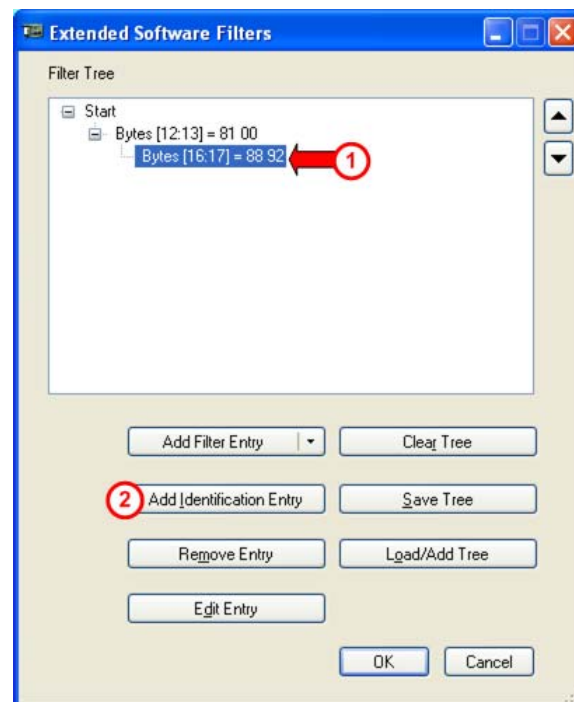 Extended Software Filters
Filter Tree
Start
Bytes [12:13] = 81 00
Bytes [16:17] = 88 92
1
Add Filter Entry
Clear Tree
2
Add Identification Entry
Save Tree
Remove Entry
Load/Add Tree
Edit Entry
OK
Cancel